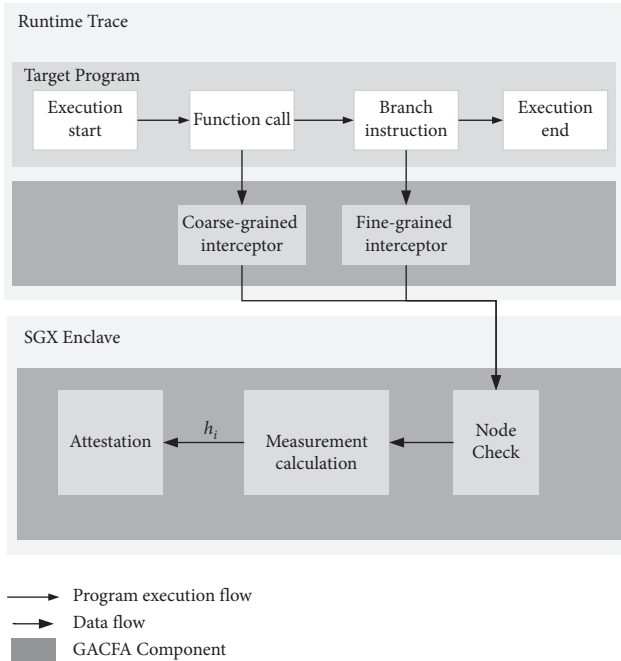 Runtime Trace
Target Program
Execution
start
Function call
Branch
instruction
Execution
end
Coarse-grained
interceptor
Fine-grained
interceptor
SGX Enclave
Attestation
h_i
Measurement
calculation
Node
Check
Program execution flow
Data flow
GACFA Component